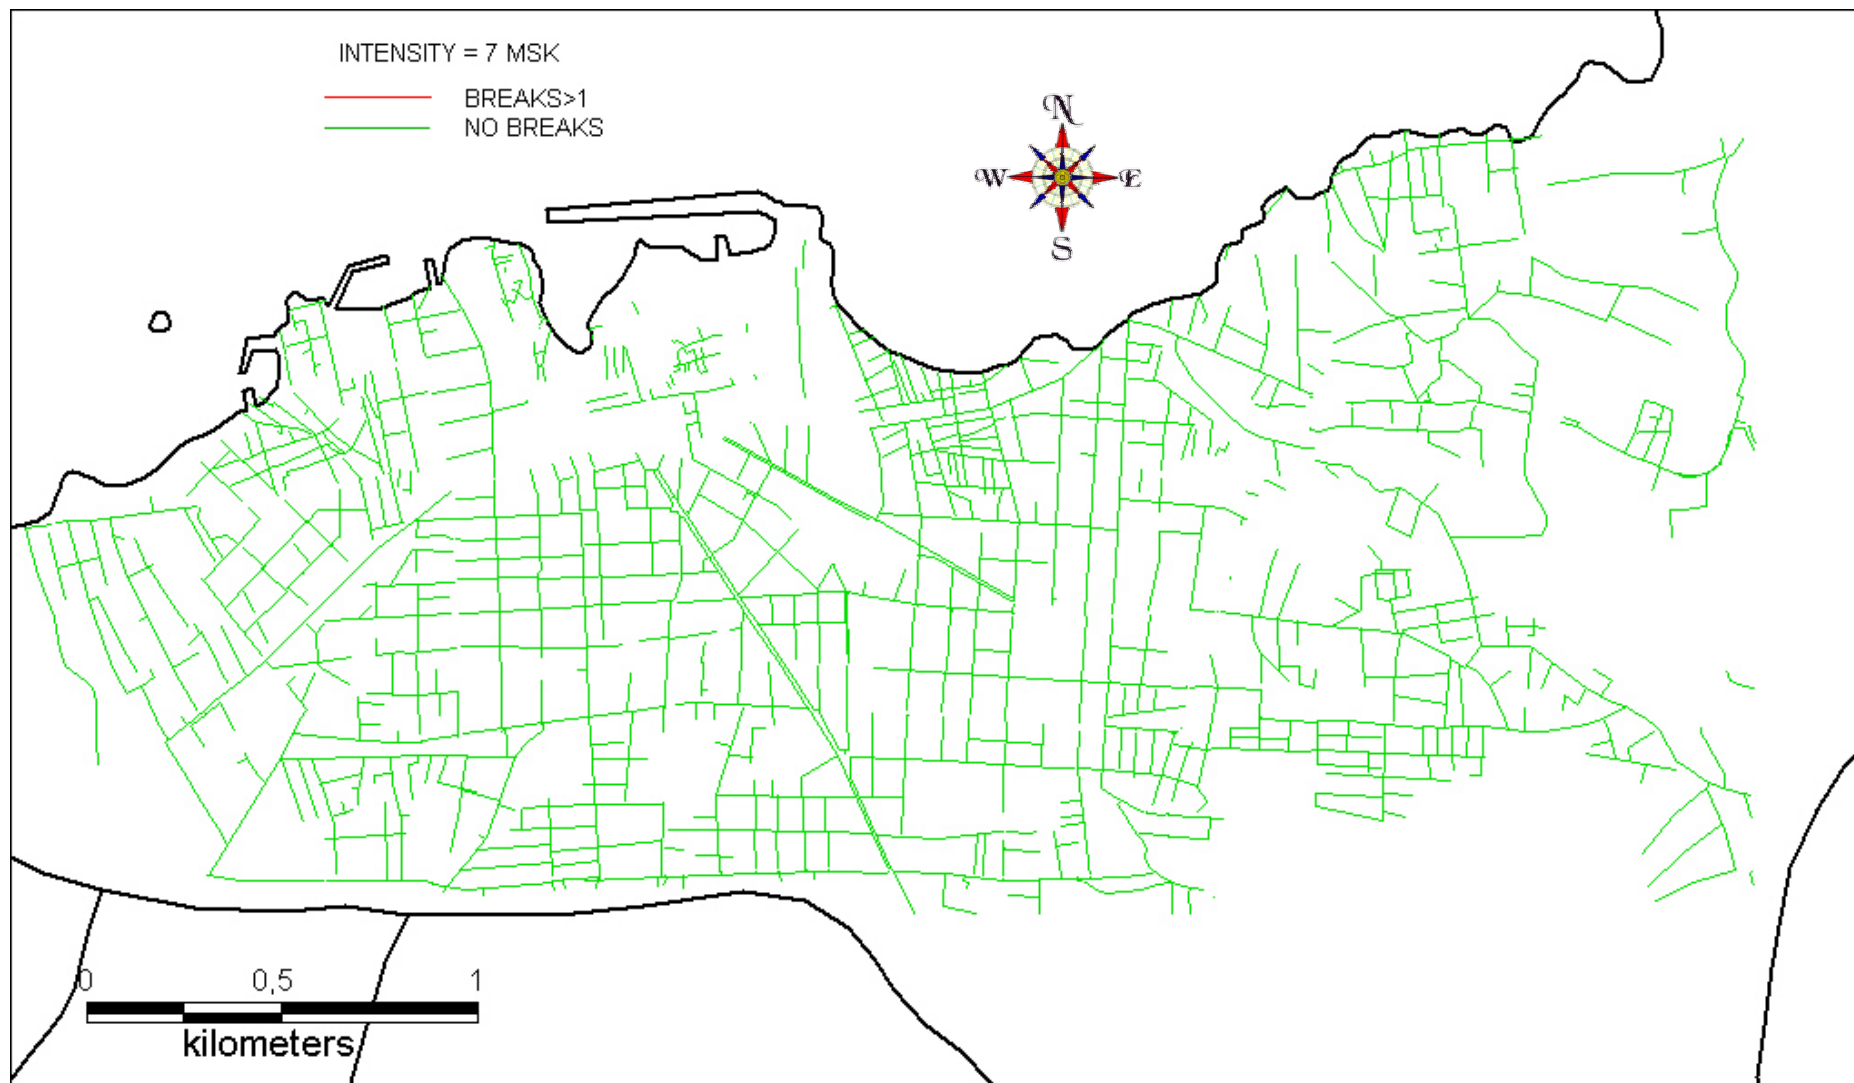 INTENSITY = 7 MSK
BREAKS>1
NO BREAKS
N
W E
S
0 0,5 1
kilometers